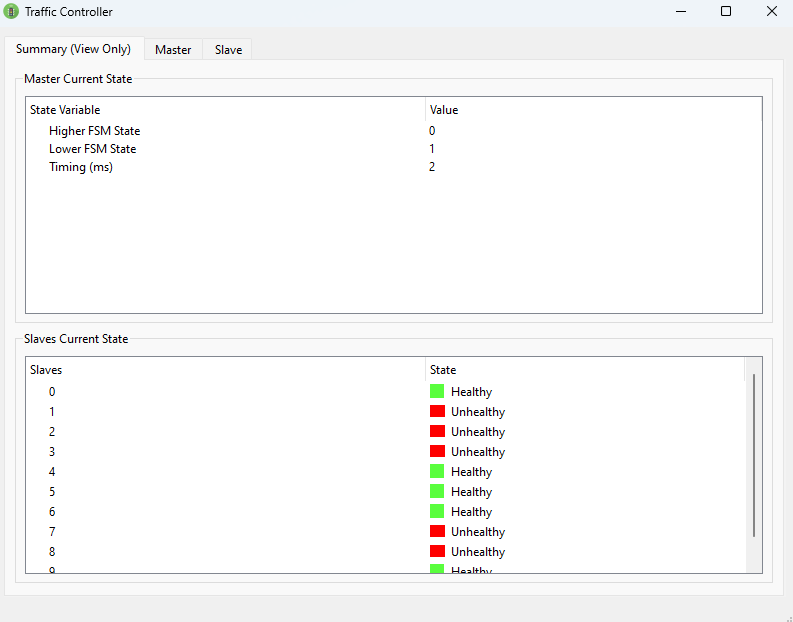 Traffic Controller
Summary (View Only) Master Slave
Master Current State
State Variable Value
Higher FSM State 0
Lower FSM State 1
Timing (ms) 2
Slaves Current State
Slaves State
0 Healthy
1 Unhealthy
2 Unhealthy
3 Unhealthy
4 Healthy
5 Healthy
6 Healthy
7 Unhealthy
8 Unhealthy
9 Healthy